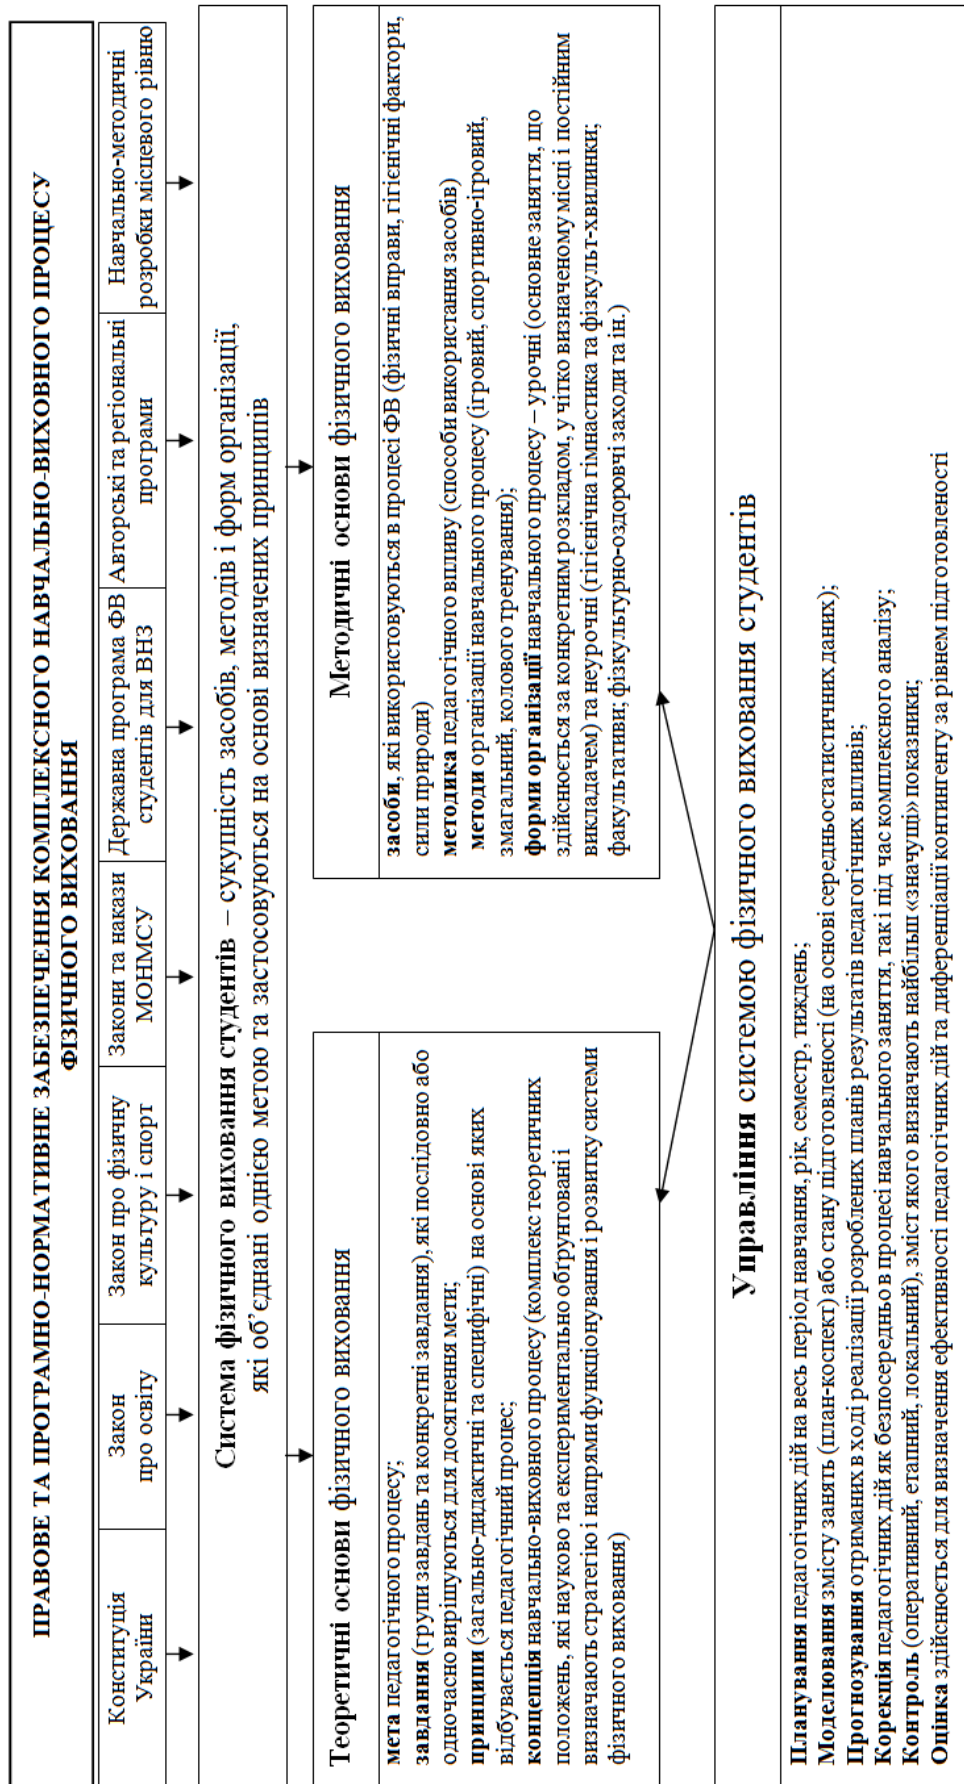 ПРАВОВЕ ТА ПРОГРАМНО-НОРМАТИВНЕ ЗАБЕЗПЕЧЕННЯ КОМПЛЕКСНОГО НАВЧАЛЬНО-ВИХОВНОГО ПРОЦЕСУ
ФІЗИЧНОГО ВИХОВАННЯ
Конституція
України
Закон
про освіту
Закон про фізичну
культуру і спорт
Закони та накази
МОНМСУ
Державна програма ФВ
студентів для ВНЗ
Авторські та регіональні
програми
Навчально-методичні
розробки місцевого рівню
Система фізичного виховання студентів – сукупність засобів, методів і форм організації,
які об’єднані однією метою та застосовуються на основі визначених принципів
Теоретичні основи фізичного виховання
мета педагогічного процесу;
завдання (групи завдань та конкретні завдання), які послідовно або
одночасно вирішуються для досягнення мети;
принципи (загально-дидактичні та специфічні) на основі яких
відбувається педагогічний процес;
концепція навчально-виховного процесу (комплекс теоретичних
положень, які науково та експериментально обґрунтовані і
визначають стратегію і напрями функціонування і розвитку системи
фізичного виховання)
Методичні основи фізичного виховання
засоби, які використовуються в процесі ФВ (фізичні вправи, гігієнічні фактори,
сили природи)
методика педагогічного впливу (способи використання засобів)
методи організації навчального процесу (ігровий, спортивно-ігровий,
змагальний, колового тренування);
форми організації навчального процесу – урочні (основне заняття, що
здійснюється за конкретним розкладом, у чітко визначеному місці і постійним
викладачем) та неурочні (гігієнічна гімнастика та фізкульт-хвилинки;
факультативи; фізкультурно-оздоровчі заходи та ін.)
Управління системою фізичного виховання студентів
Планування педагогічних дій на весь період навчання, рік, семестр, тиждень;
Моделювання змісту занять (план-коспект) або стану підготовленості (на основі середньостатистичних даних);
Прогнозування отриманих в ході реалізації розроблених планів результатів педагогічних впливів;
Корекція педагогічних дій як безпосередньо в процесі навчального заняття, так і під час комплексного аналізу;
Контроль (оперативний, етапний, локальний), зміст якого визначають найбільш «значущі» показники;
Оцінка здійснюється для визначення ефективності педагогічних дій та диференціації контингенту за рівнем підготовленості